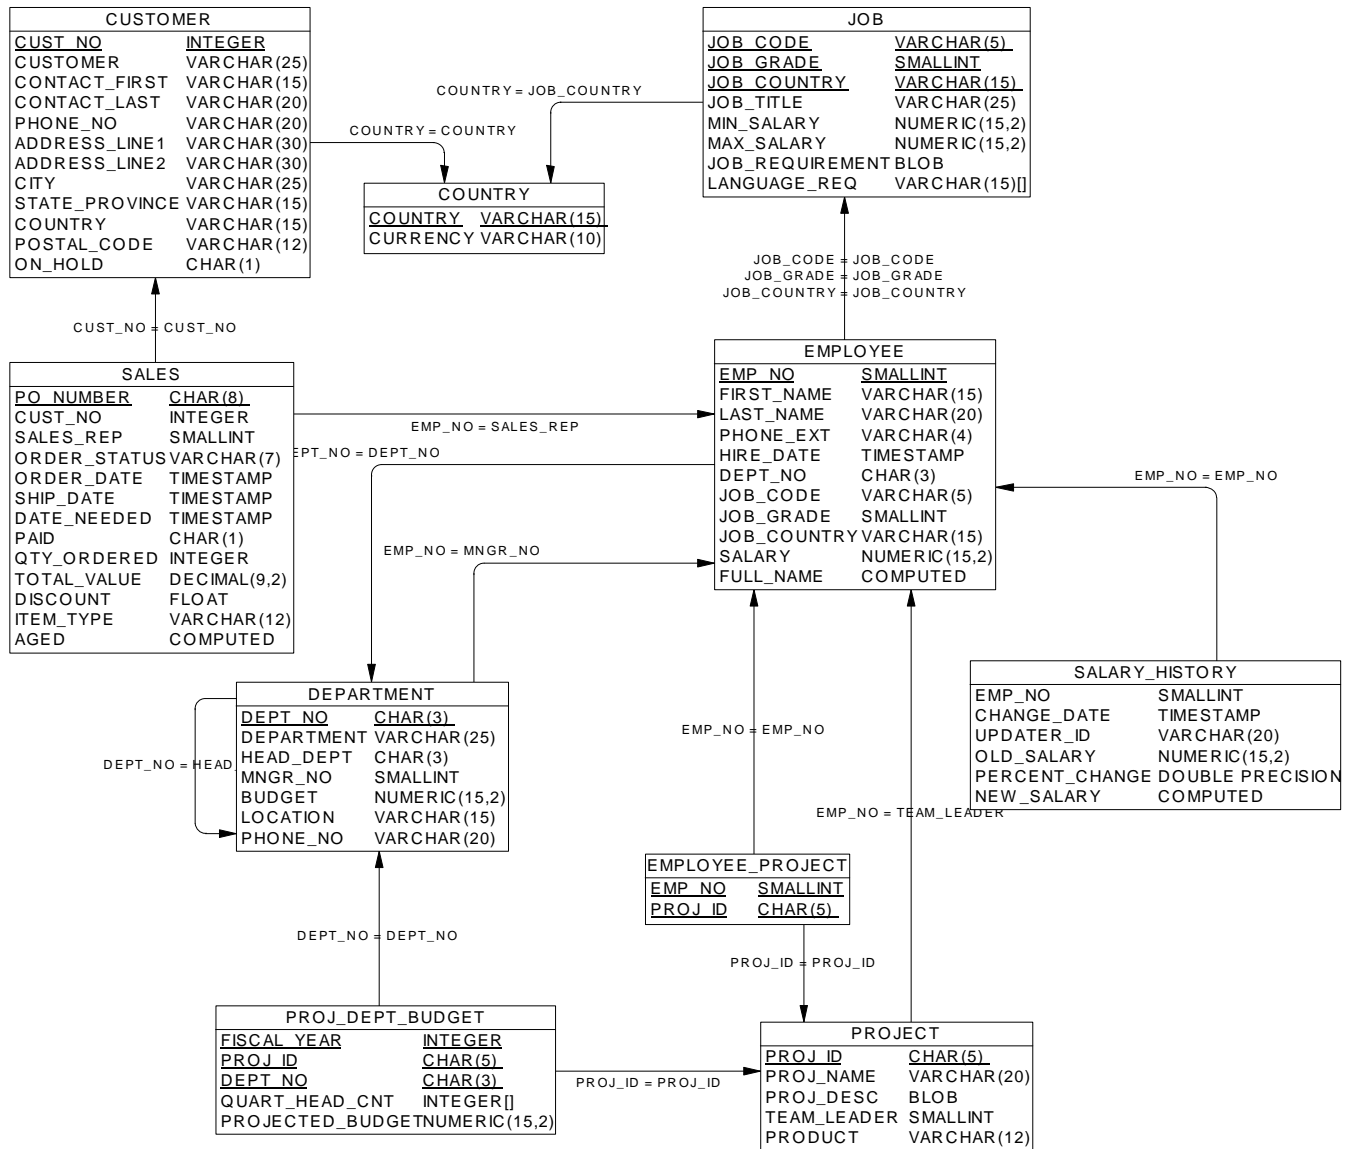 CUSTOMER
CUST_NO INTEGER
CUSTOMER VARCHAR(25)
CONTACT_FIRST VARCHAR(15)
CONTACT_LAST VARCHAR(20)
PHONE_NO VARCHAR(20)
ADDRESS_LINE1 VARCHAR(30)
ADDRESS_LINE2 VARCHAR(30)
CITY VARCHAR(25)
STATE_PROVINCE VARCHAR(15)
COUNTRY VARCHAR(15)
POSTAL_CODE VARCHAR(12)
ON_HOLD CHAR(1)
JOB
JOB_CODE VARCHAR(5)
JOB_GRADE SMALLINT
JOB_COUNTRY VARCHAR(15)
JOB_TITLE VARCHAR(25)
MIN_SALARY NUMERIC(15,2)
MAX_SALARY NUMERIC(15,2)
JOB_REQUIREMENT BLOB
LANGUAGE_REQ VARCHAR(15)[]
COUNTRY = JOB_COUNTRY
COUNTRY = COUNTRY
COUNTRY
COUNTRY VARCHAR(15)
CURRENCY VARCHAR(10)
JOB_CODE = JOB_CODE
JOB_GRADE = JOB_GRADE
JOB_COUNTRY = JOB_COUNTRY
CUST_NO = CUST_NO
SALES
PO_NUMBER CHAR(8)
CUST_NO INTEGER
SALES_REP SMALLINT
ORDER_STATUS VARCHAR(7)
ORDER_DATE TIMESTAMP
SHIP_DATE TIMESTAMP
DATE_NEEDED TIMESTAMP
PAID CHAR(1)
QTY_ORDERED INTEGER
TOTAL_VALUE DECIMAL(9,2)
DISCOUNT FLOAT
ITEM_TYPE VARCHAR(12)
AGED COMPUTED
EMP_NO = SALES_REP
EPT_NO = DEPT_NO
EMP_NO = MNGR_NO
EMPLOYEE
EMP_NO SMALLINT
FIRST_NAME VARCHAR(15)
LAST_NAME VARCHAR(20)
PHONE_EXT VARCHAR(4)
HIRE_DATE TIMESTAMP
DEPT_NO CHAR(3)
JOB_CODE VARCHAR(5)
JOB_GRADE SMALLINT
JOB_COUNTRY VARCHAR(15)
SALARY NUMERIC(15,2)
FULL_NAME COMPUTED
EMP_NO = EMP_NO
SALARY_HISTORY
EMP_NO SMALLINT
CHANGE_DATE TIMESTAMP
UPDATER_ID VARCHAR(20)
OLD_SALARY NUMERIC(15,2)
PERCENT_CHANGE DOUBLE PRECISION
NEW_SALARY COMPUTED
DEPARTMENT
DEPT_NO CHAR(3)
DEPARTMENT VARCHAR(25)
HEAD_DEPT CHAR(3)
MNGR_NO SMALLINT
BUDGET NUMERIC(15,2)
LOCATION VARCHAR(15)
PHONE_NO VARCHAR(20)
DEPT_NO = HEAD_
EMP_NO = EMP_NO
EMP_NO = TEAM_LEADER
EMPLOYEE_PROJECT
EMP_NO SMALLINT
PROJ_ID CHAR(5)
DEPT_NO = DEPT_NO
PROJ_ID = PROJ_ID
PROJ_DEPT_BUDGET
FISCAL_YEAR INTEGER
PROJ_ID CHAR(5)
DEPT_NO CHAR(3)
QUART_HEAD_CNT INTEGER[]
PROJECTED_BUDGET NUMERIC(15,2)
PROJ_ID = PROJ_ID
PROJECT
PROJ_ID CHAR(5)
PROJ_NAME VARCHAR(20)
PROJ_DESC BLOB
TEAM_LEADER SMALLINT
PRODUCT VARCHAR(12)